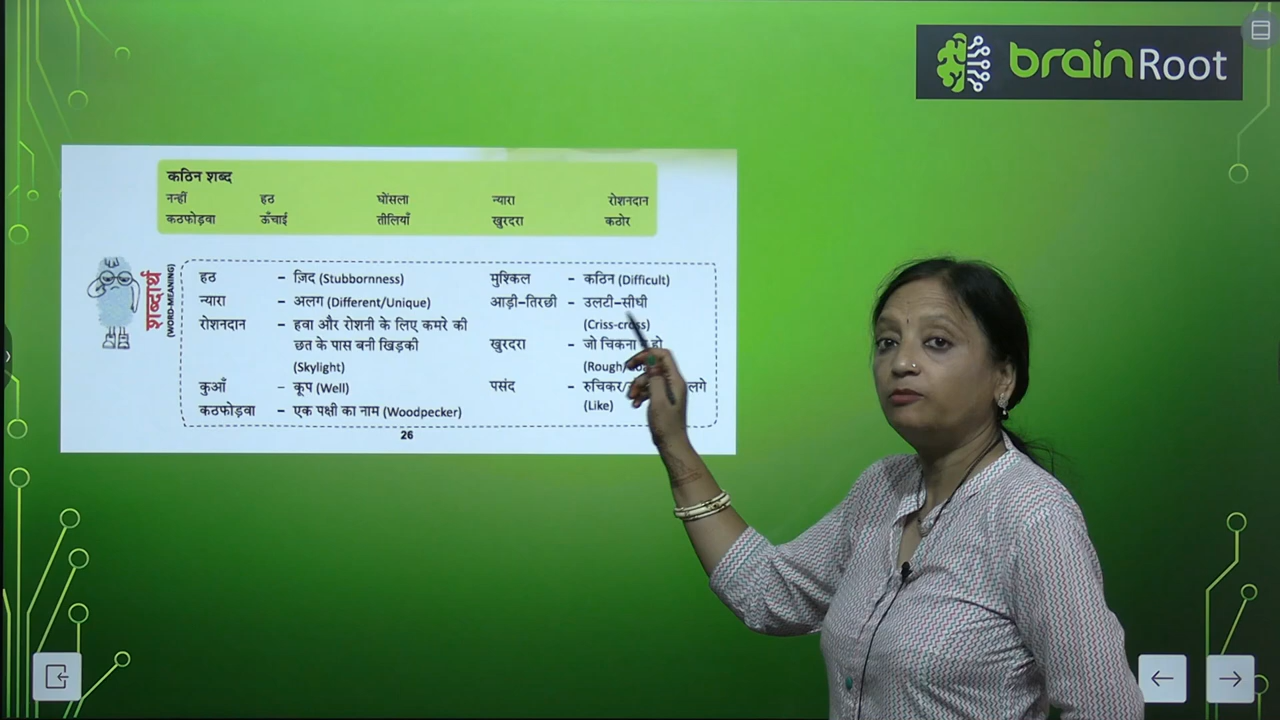 brainRoot
कठिन शब्द
नन्हीं हठ घोंसला न्यारा रोशनदान
कठफोड़वा ऊँचाई तीलियाँ खुरदरा कठोर
शब्दार्थ
(WORD-MEANING)
हठ – ज़िद (Stubbornness)
न्यारा – अलग (Different/Unique)
रोशनदान – हवा और रोशनी के लिए कमरे की
छत के पास बनी खिड़की
(Skylight)
कुआँ – कूप (Well)
कठफोड़वा – एक पक्षी का नाम (Woodpecker)
मुश्किल – कठिन (Difficult)
आड़ी–तिरछी – उलटी–सीधी
(Criss-cross)
खुरदरा – जो चिकना हो
(Rough/
पसंद – रुचिकर/ लगे
(Like)
26